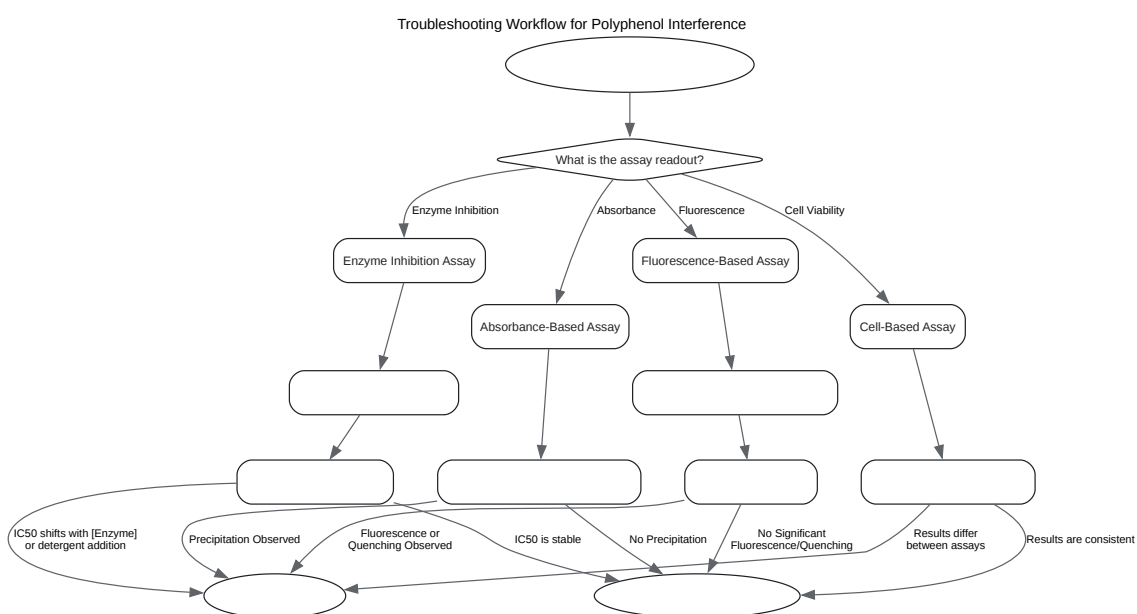 Troubleshooting Workflow for Polyphenol Interference
What is the assay readout?
Enzyme Inhibition
Absorbance
Fluorescence
Cell Viability
Enzyme Inhibition Assay
Fluorescence-Based Assay
Absorbance-Based Assay
Cell-Based Assay
IC50 shifts with [Enzyme]
or detergent addition
Precipitation Observed
Fluorescence or
Quenching Observed
IC50 is stable
No Precipitation
No Significant
Fluorescence/Quenching
Results differ
between assays
Results are consistent